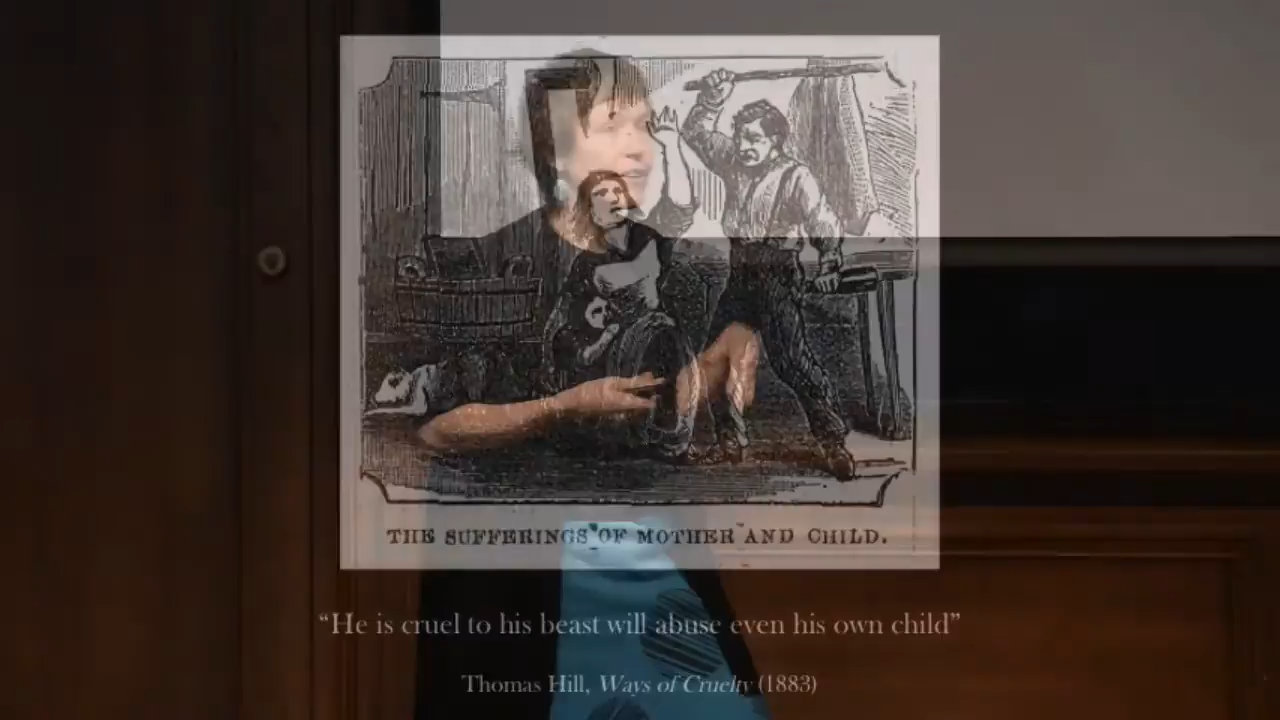 THE SUFFERINGS OF MOTHER AND CHILD.
“He is cruel to his beast will abuse even his own child”
Thomas Hill, Ways of Cruelty (1883)